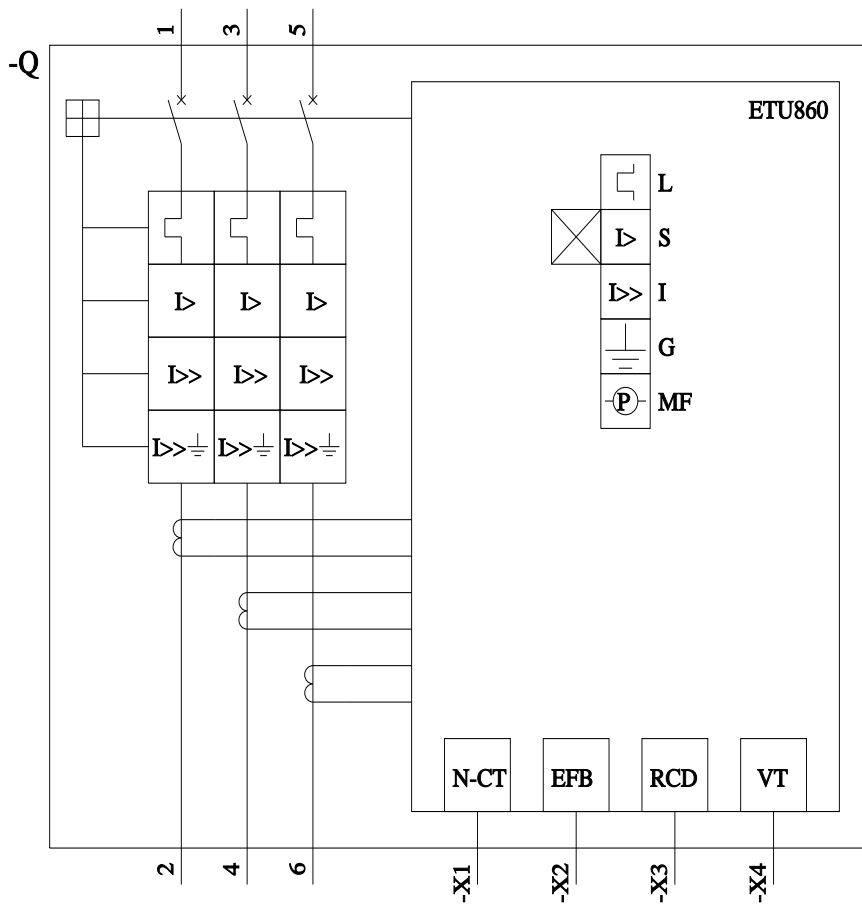 1 3 5
-Q
ETU860
L
I> S
I> I> I> I>> I
G
I>> I>> I>> P MF
I>> I>> I>>
N-CT EFB RCD VT
2 4 6 -X1 -X2 -X3 -X4